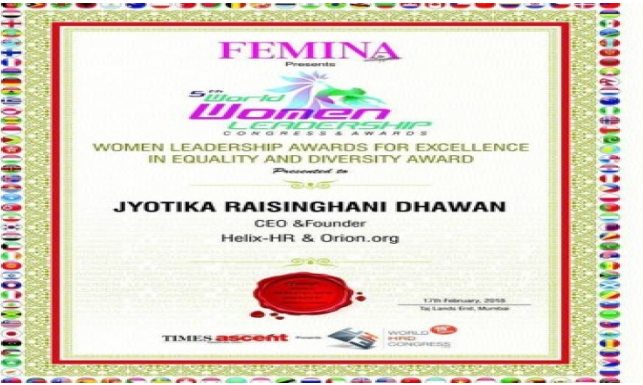 FEMINA
Presents
5th
World
Women
LEADERSHIP
CONGRESS & AWARDS
WOMEN LEADERSHIP AWARDS FOR EXCELLENCE
IN EQUALITY AND DIVERSITY AWARD
Presented to
JYOTIKA RAISINGHANI DHAWAN
CEO &Founder
Helix-HR & Orion.org
17th February, 2016
Taj Lands End, Mumbai
TIMES ascent
Presents
WORLD
HRD
CONGRESS